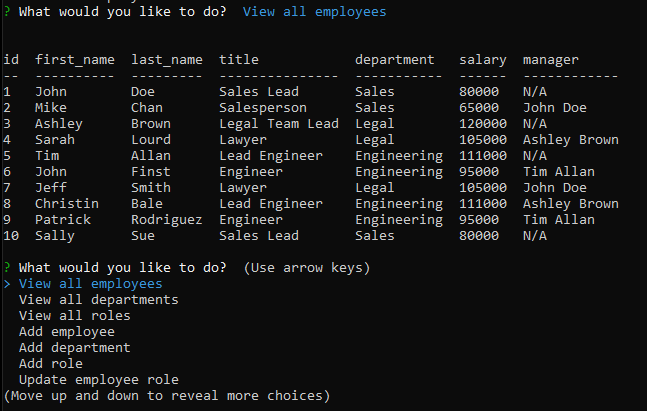 ? What would you like to do?  View all employees
id  first_name  last_name  title            department   salary  manager
--  ----------  ---------  ---------------  -----------  ------  ------------
1   John        Doe        Sales Lead       Sales        80000   N/A
2   Mike        Chan       Salesperson      Sales        65000   John Doe
3   Ashley      Brown      Legal Team Lead  Legal        120000  N/A
4   Sarah       Lourd      Lawyer           Legal        105000  Ashley Brown
5   Tim         Allan      Lead Engineer    Engineering  111000  N/A
6   John        Finst      Engineer         Engineering  95000   Tim Allan
7   Jeff        Smith      Lawyer           Legal        105000  John Doe
8   Christin    Bale       Lead Engineer    Engineering  111000  Ashley Brown
9   Patrick     Rodriguez  Engineer         Engineering  95000   Tim Allan
10  Sally       Sue        Sales Lead       Sales        80000   N/A
? What would you like to do?  (Use arrow keys)
> View all employees
  View all departments
  View all roles
  Add employee
  Add department
  Add role
  Update employee role
(Move up and down to reveal more choices)